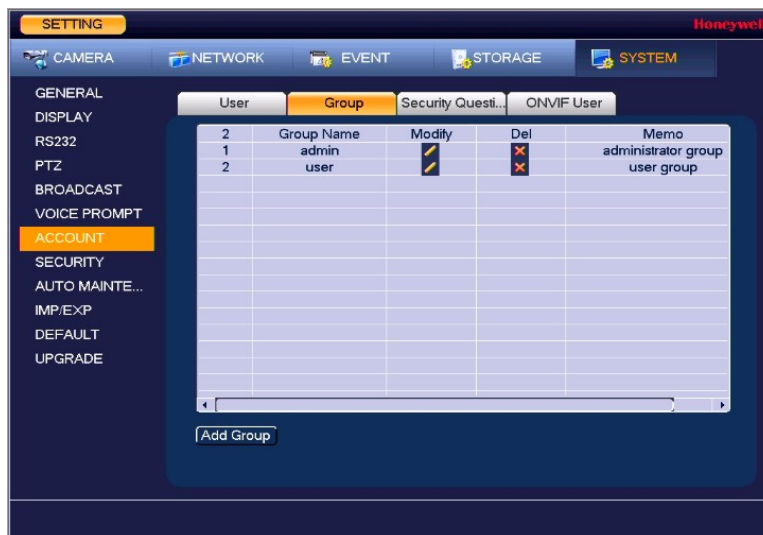 SETTING
Honeywell
CAMERA NETWORK EVENT STORAGE SYSTEM
GENERAL
DISPLAY
RS232
PTZ
BROADCAST
VOICE PROMPT
ACCOUNT
SECURITY
AUTO MAINTE...
IMP/EXP
DEFAULT
UPGRADE
User Group Security Questi... ONVIF User
2 Group Name Modify Del Memo
1 admin administrator group
2 user user group
Add Group